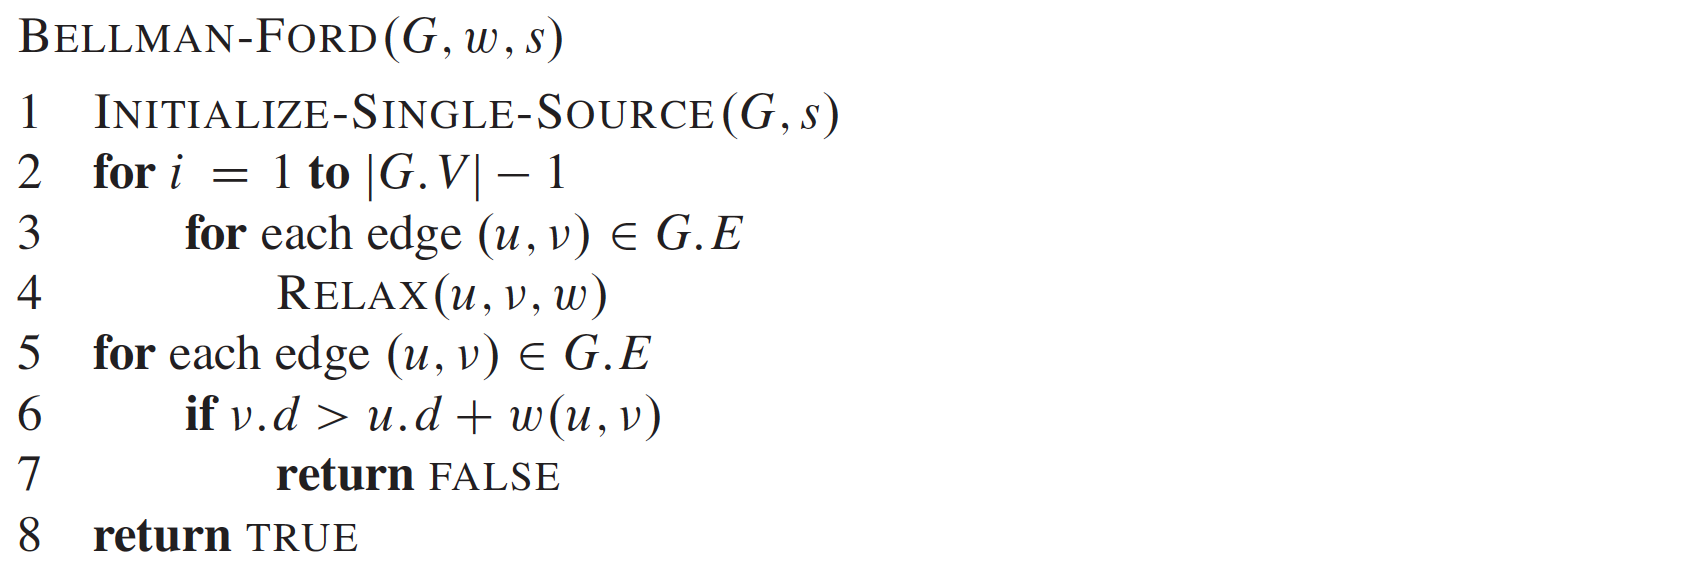 BELLMAN-FORD(G, w, s)
1 INITIALIZE-SINGLE-SOURCE(G, s)
2 for i = 1 to |G.V| − 1
3 for each edge (u, v) ∈ G.E
4 RELAX(u, v, w)
5 for each edge (u, v) ∈ G.E
6 if v.d > u.d + w(u, v)
7 return FALSE
8 return TRUE